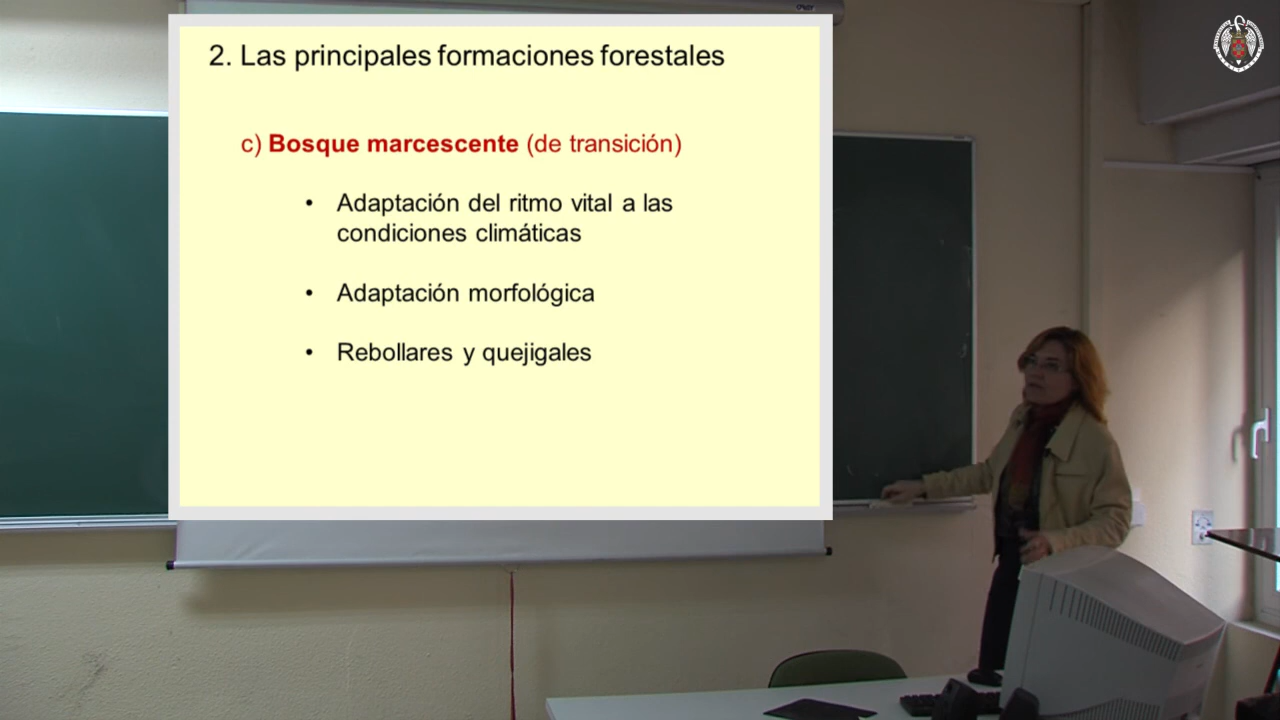 2. Las principales formaciones forestales
c) Bosque marcescente (de transición)
• Adaptación del ritmo vital a las
condiciones climáticas
• Adaptación morfológica
• Rebollares y quejigales